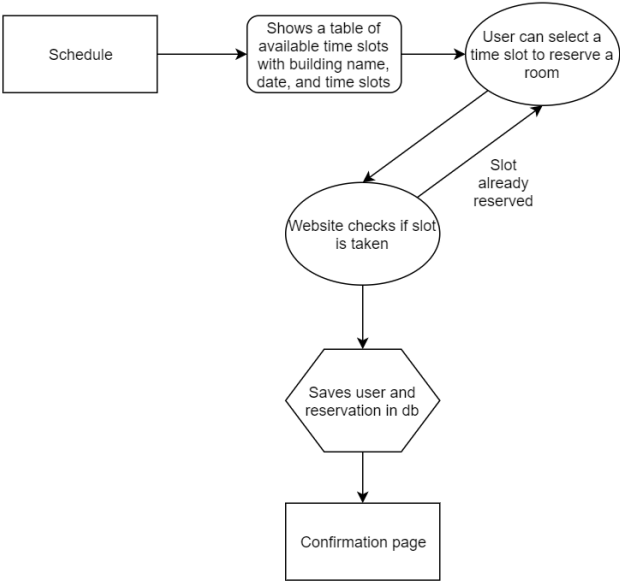 Schedule
Shows a table of
available time slots
with building name,
date, and time slots
User can select a
time slot to reserve a
room
Slot
already
reserved
Website checks if slot
is taken
Saves user and
reservation in db
Confirmation page